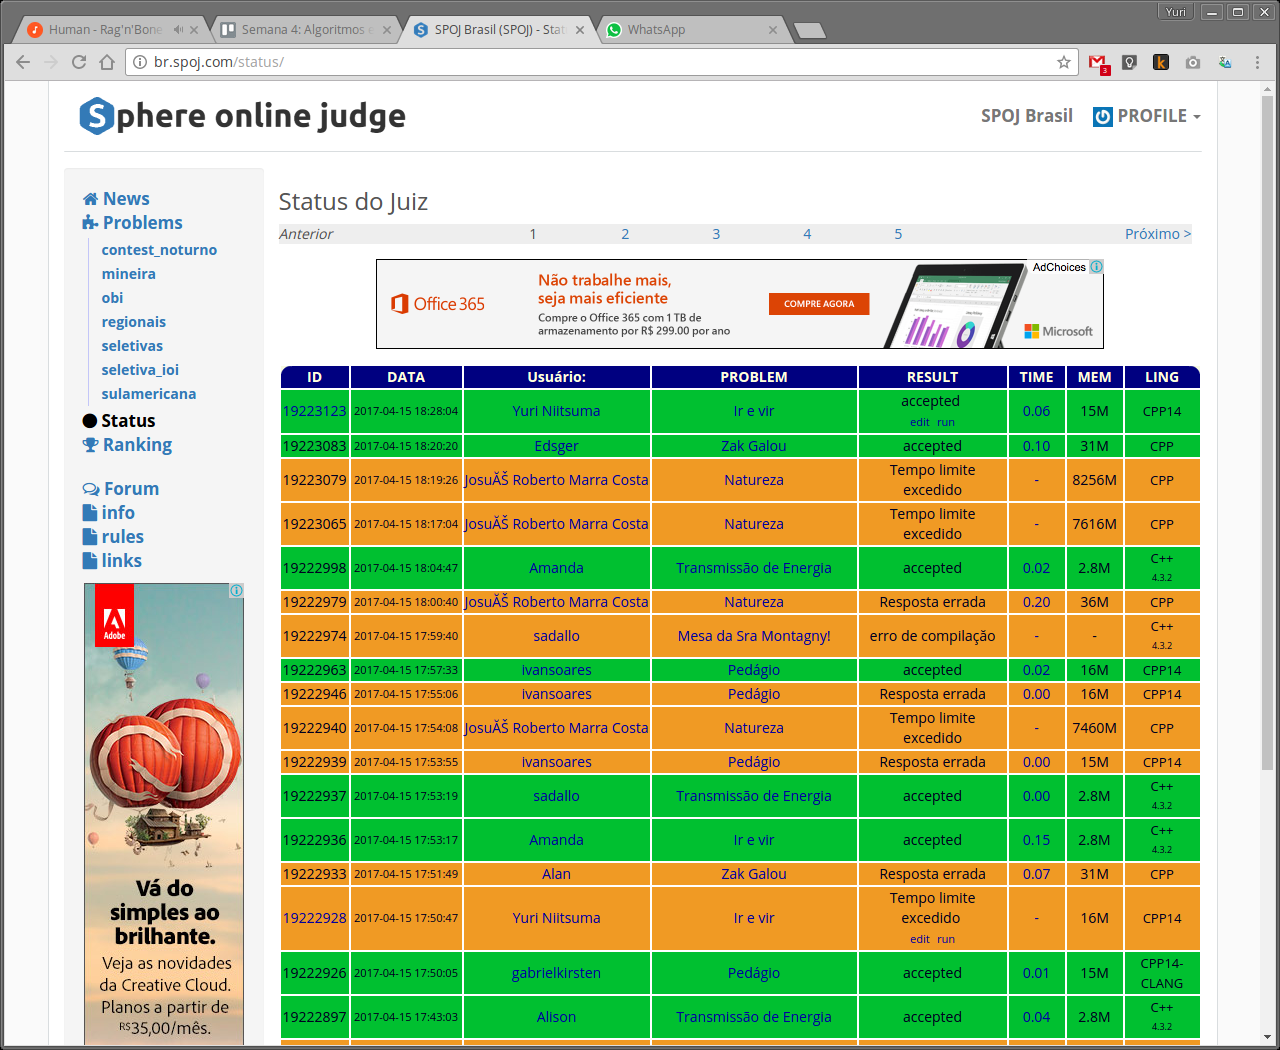 Yuri
Human - Rag'n'Bone
Semana 4: Algoritmos e
SPOJ Brasil (SPOJ) - Stat
WhatsApp
br.spoj.com/status/
3
Sphere online judge
SPOJ Brasil
PROFILE
News
Problems
contest_noturno
mineira
obi
regionais
seletivas
seletiva_ioi
sulamericana
Status
Ranking
Forum
info
rules
links
Adobe
Vá do
simples ao
brilhante.
Veja as novidades
da Creative Cloud.
Planos a partir de
R$35,00/mês.
Status do Juiz
Anterior 1 2 3 4 5 Próximo >
Office 365
Não trabalhe mais,
seja mais eficiente
Compre o Office 365 com 1 TB de
armazenamento por R$ 299.00 por ano
COMPRE AGORA
AdChoices
Microsoft
ID DATA Usuário: PROBLEM RESULT TIME MEM LING
19223123 2017-04-15 18:28:04 Yuri Niitsuma Ir e vir accepted edit run 0.06 15M CPP14
19223083 2017-04-15 18:20:20 Edsger Zak Galou accepted 0.10 31M CPP
19223079 2017-04-15 18:19:26 JosuĂŠ Roberto Marra Costa Natureza Tempo limite excedido - 8256M CPP
19223065 2017-04-15 18:17:04 JosuĂŠ Roberto Marra Costa Natureza Tempo limite excedido - 7616M CPP
19222998 2017-04-15 18:04:47 Amanda Transmissão de Energia accepted 0.02 2.8M C++ 4.3.2
19222979 2017-04-15 18:00:40 JosuĂŠ Roberto Marra Costa Natureza Resposta errada 0.20 36M CPP
19222974 2017-04-15 17:59:40 sadallo Mesa da Sra Montagny! erro de compilação - - C++ 4.3.2
19222963 2017-04-15 17:57:33 ivansoares Pedágio accepted 0.02 16M CPP14
19222946 2017-04-15 17:55:06 ivansoares Pedágio Resposta errada 0.00 16M CPP14
19222940 2017-04-15 17:54:08 JosuĂŠ Roberto Marra Costa Natureza Tempo limite excedido - 7460M CPP
19222939 2017-04-15 17:53:55 ivansoares Pedágio Resposta errada 0.00 15M CPP14
19222937 2017-04-15 17:53:19 sadallo Transmissão de Energia accepted 0.00 2.8M C++ 4.3.2
19222936 2017-04-15 17:53:17 Amanda Ir e vir accepted 0.15 2.8M C++ 4.3.2
19222933 2017-04-15 17:51:49 Alan Zak Galou Resposta errada 0.07 31M CPP
19222928 2017-04-15 17:50:47 Yuri Niitsuma Ir e vir Tempo limite excedido edit run - 16M CPP14
19222926 2017-04-15 17:50:05 gabrielkirsten Pedágio accepted 0.01 15M CPP14-CLANG
19222897 2017-04-15 17:43:03 Alison Transmissão de Energia accepted 0.04 2.8M C++ 4.3.2